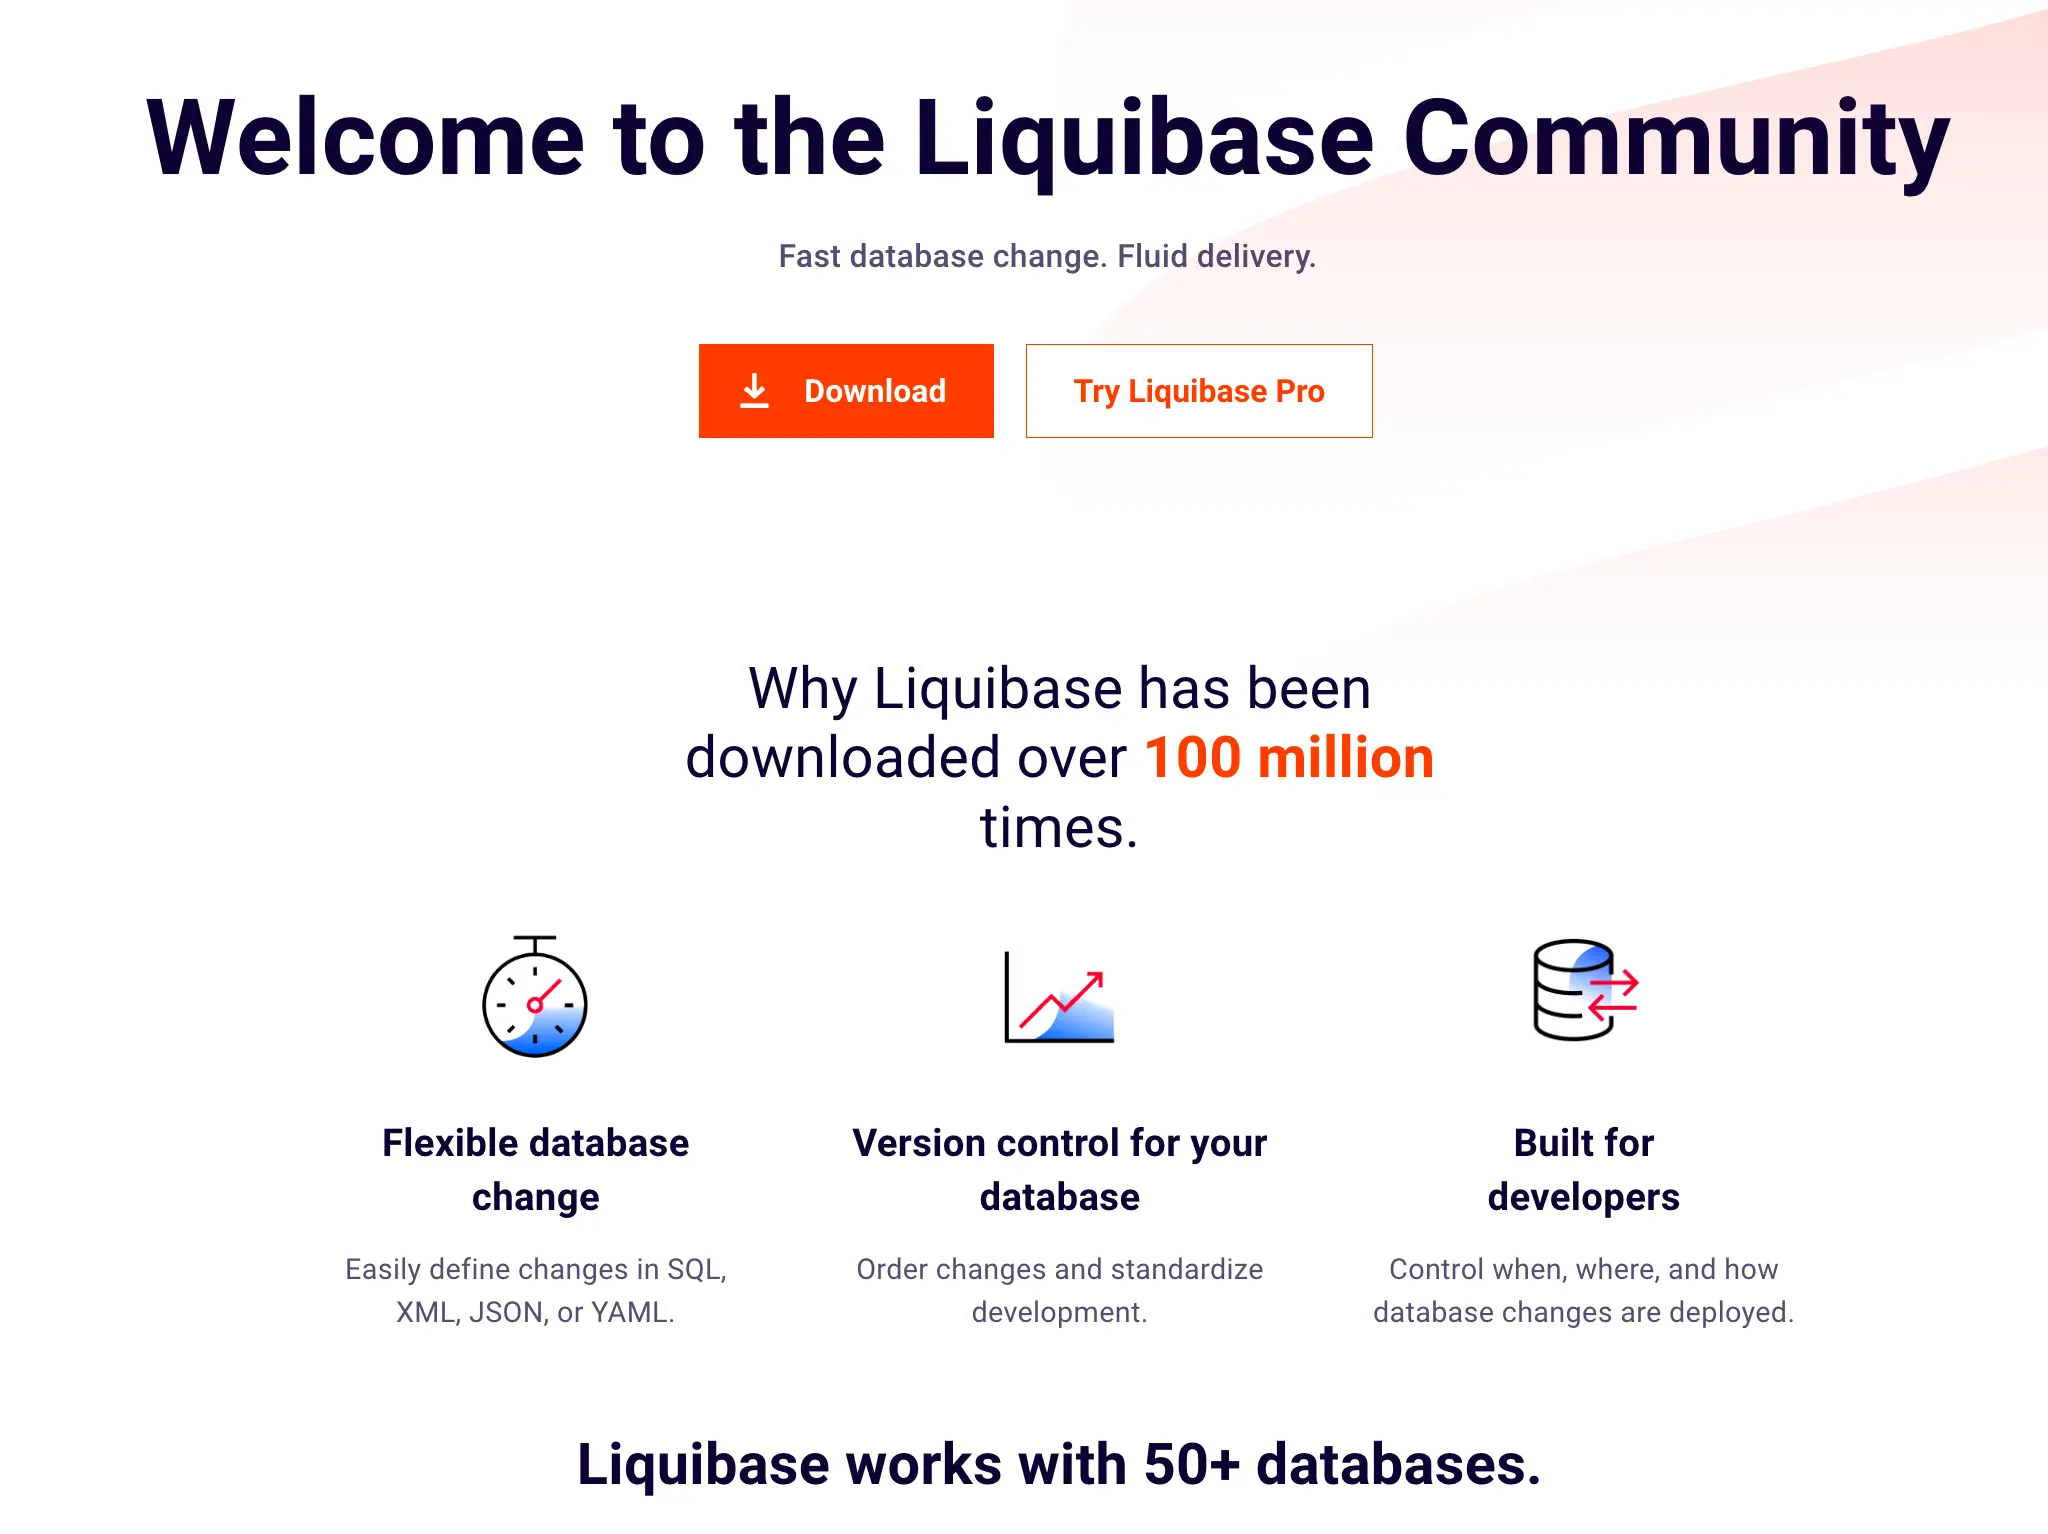 Welcome to the Liquibase Community
Fast database change. Fluid delivery.
Download
Try Liquibase Pro
Why Liquibase has been
downloaded over 100 million
times.
Flexible database
change
Easily define changes in SQL,
XML, JSON, or YAML.
Version control for your
database
Order changes and standardize
development.
Built for
developers
Control when, where, and how
database changes are deployed.
Liquibase works with 50+ databases.